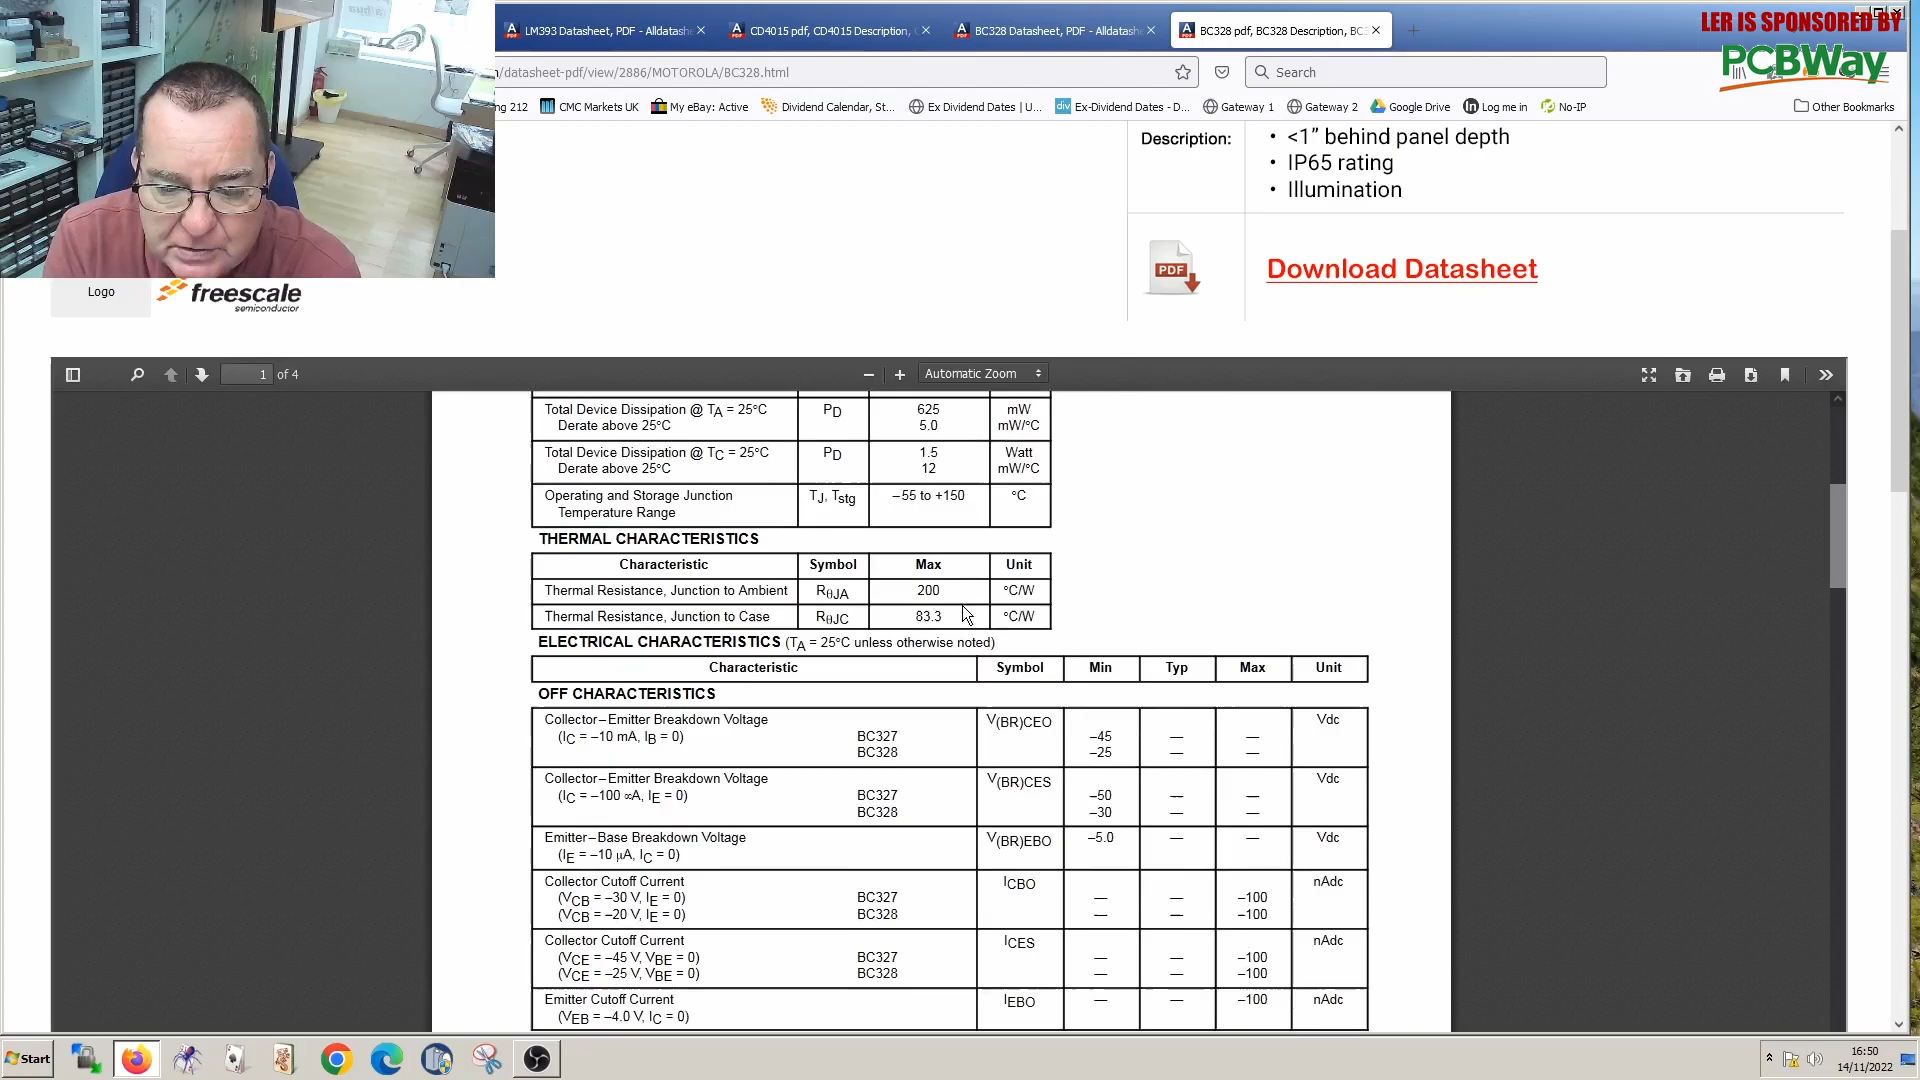 LM393 Datasheet, PDF - Alldatash
CD4015 pdf, CD4015 Description,
BC328 Datasheet, PDF - Alldatash
BC328 pdf, BC328 Description, BC3
LER IS SPONSORED BY
PCBWay
/datasheet-pdf/view/2886/MOTOROLA/BC328.html
Search
ng 212
CMC Markets UK
My eBay: Active
Dividend Calendar, St...
Ex Dividend Dates | U...
div
Ex-Dividend Dates - D...
Gateway 1
Gateway 2
Google Drive
Log me in
No-IP
Other Bookmarks
Description:
• <1” behind panel depth
• IP65 rating
• Illumination
PDF
Download Datasheet
Logo
freescale
semiconductor
1 of 4
Automatic Zoom
Total Device Dissipation @ TA = 25°C PD 625 mW
Derate above 25°C 5.0 mW/°C
Total Device Dissipation @ TC = 25°C PD 1.5 Watt
Derate above 25°C 12 mW/°C
Operating and Storage Junction TJ, Tstg –55 to +150 °C
Temperature Range
THERMAL CHARACTERISTICS
Characteristic Symbol Max Unit
Thermal Resistance, Junction to Ambient RθJA 200 °C/W
Thermal Resistance, Junction to Case RθJC 83.3 °C/W
ELECTRICAL CHARACTERISTICS (TA = 25°C unless otherwise noted)
Characteristic Symbol Min Typ Max Unit
OFF CHARACTERISTICS
Collector–Emitter Breakdown Voltage V(BR)CEO Vdc
(IC = –10 mA, IB = 0) BC327 –45 — —
BC328 –25 — —
Collector–Emitter Breakdown Voltage V(BR)CES Vdc
(IC = –100 ∝A, IE = 0) BC327 –50 — —
BC328 –30 — —
Emitter–Base Breakdown Voltage V(BR)EBO –5.0 — — Vdc
(IE = –10 μA, IC = 0)
Collector Cutoff Current ICBO nAdc
(VCB = –30 V, IE = 0) BC327 — — –100
(VCB = –20 V, IE = 0) BC328 — — –100
Collector Cutoff Current ICES nAdc
(VCE = –45 V, VBE = 0) BC327 — — –100
(VCE = –25 V, VBE = 0) BC328 — — –100
Emitter Cutoff Current IEBO — — –100 nAdc
(VEB = –4.0 V, IC = 0)
Start
16:50
14/11/2022